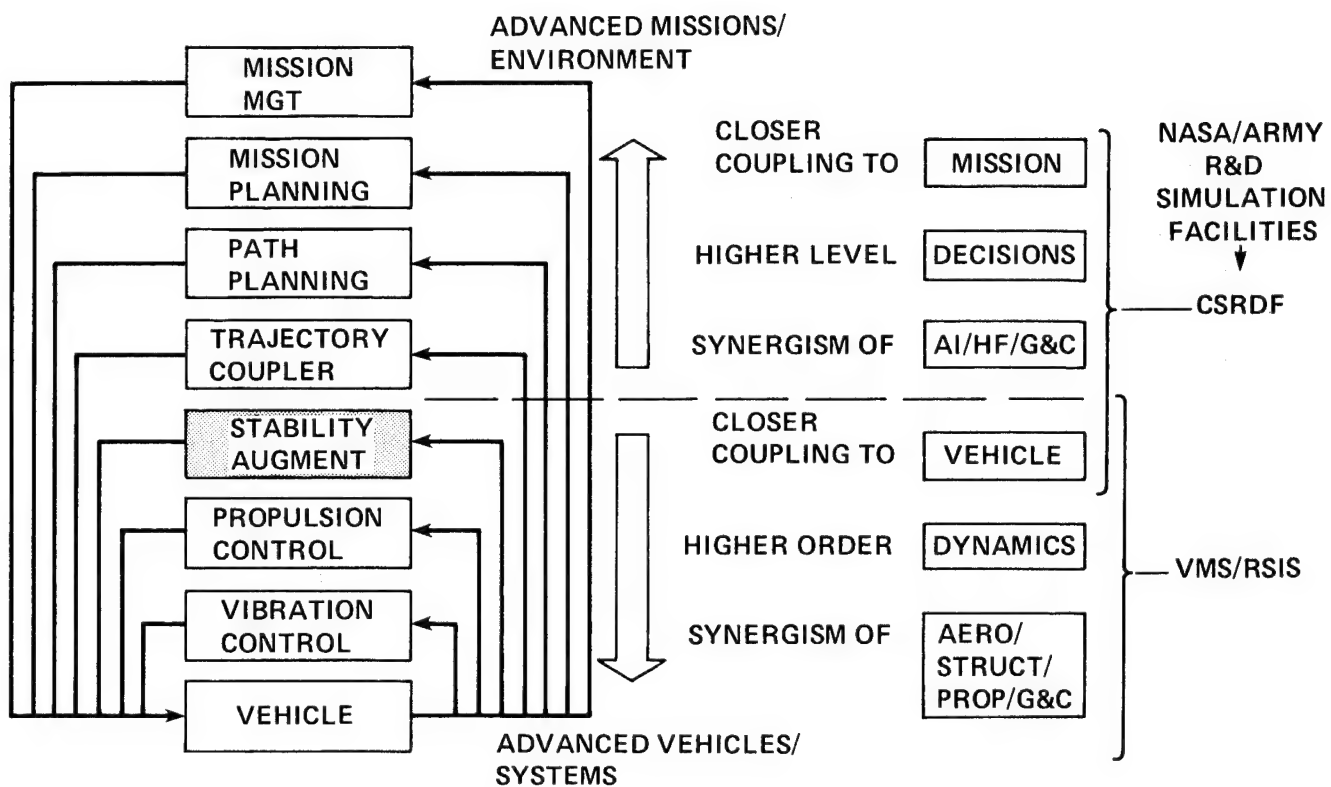 ADVANCED MISSIONS/
ENVIRONMENT
MISSION
MGT
MISSION
PLANNING
PATH
PLANNING
TRAJECTORY
COUPLER
STABILITY
AUGMENT
PROPULSION
CONTROL
VIBRATION
CONTROL
VEHICLE
ADVANCED VEHICLES/
SYSTEMS
CLOSER
COUPLING TO
MISSION
HIGHER LEVEL
DECISIONS
SYNERGISM OF
AI/HF/G&C
CLOSER
COUPLING TO
VEHICLE
HIGHER ORDER
DYNAMICS
SYNERGISM OF
AERO/
STRUCT/
PROP/G&C
NASA/ARMY
R&D
SIMULATION
FACILITIES
CSRDF
VMS/RSIS